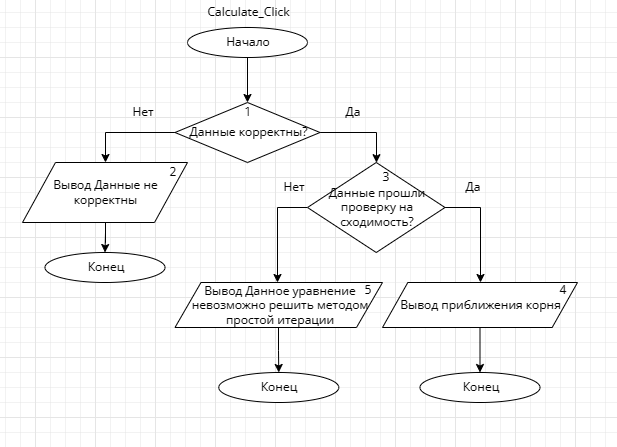 Calculate_Click
Начало
1
Нет
Да
Данные корректны?
2
Вывод Данные не
корректны
3
Нет
Да
Данные прошли
проверку на
сходимость?
Конец
5
Вывод Данное уравнение
невозможно решить методом
простой итерации
4
Вывод приближения корня
Конец
Конец